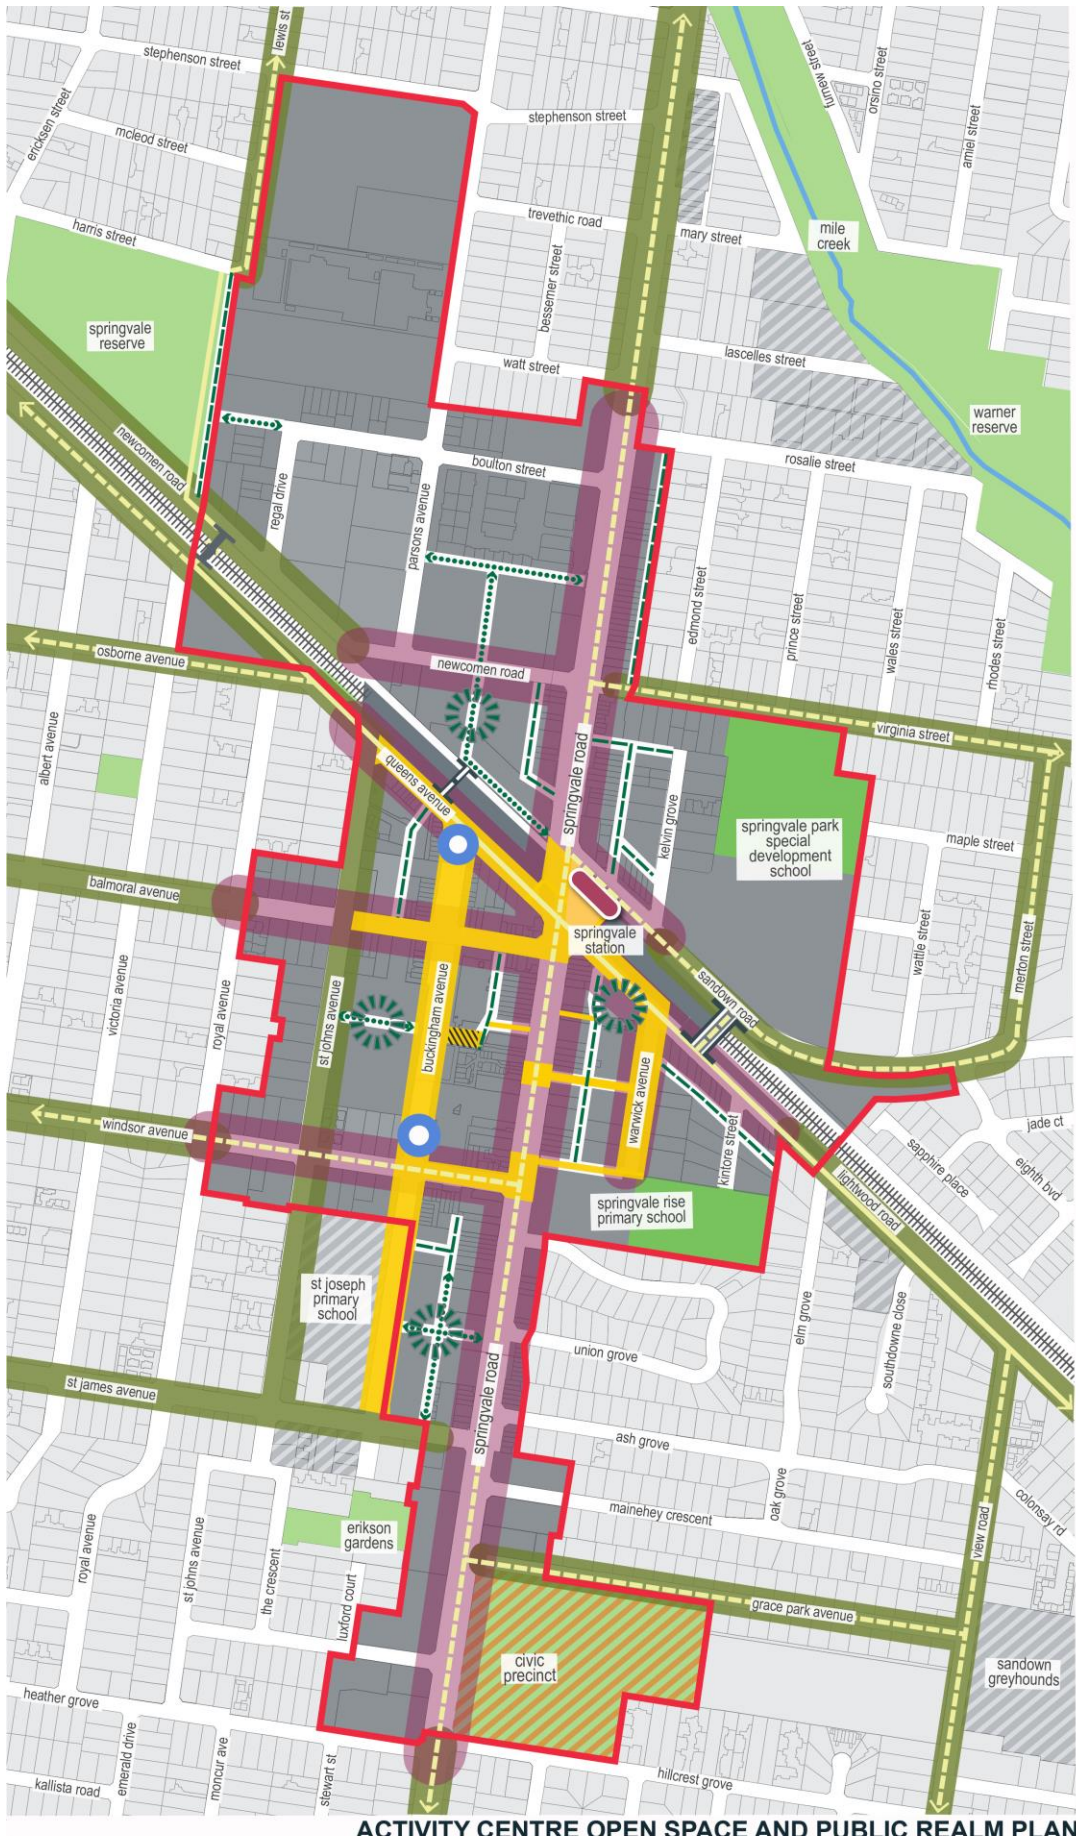 lewis st
stephenson street
ericksen street
mcleod street
harris street
stephenson street
furnew street
orsino street
amiel street
trevethic road
mary street
mile
creek
bessemer street
springvale
reserve
watt street
lascelles street
warner
reserve
newcomen road
regal drive
boulton street
rosalie street
parsons avenue
edmond street
prince street
wales street
rhodes street
osborne avenue
newcomen road
virginia street
albert avenue
queens avenue
springvale road
kelvin grove
springvale park
special
development
school
maple street
balmoral avenue
springvale
station
wattle street
merton street
victoria avenue
royal avenue
st johns avenue
buckingham avenue
sandown road
warwick avenue
windsor avenue
kintore street
jade ct
sapphire place
eighth bvd
lightwood road
springvale rise
primary school
st joseph
primary
school
elm grove
southdowne close
union grove
st james avenue
springvale road
ash grove
oak grove
colonsay rd
mainehey crescent
view road
royal avenue
st johns avenue
the crescent
erikson
gardens
luxford court
grace park avenue
civic
precinct
sandown
greyhounds
heather grove
emerald drive
moncur ave
stewart st
hillcrest grove
kallista road
ACTIVITY CENTRE OPEN SPACE AND PUBLIC REALM PLAN